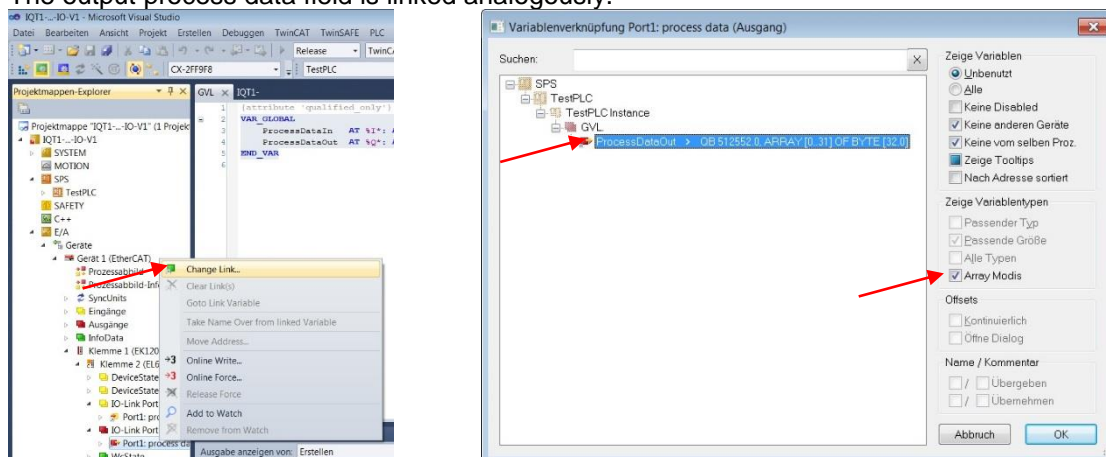 The output process data field is linked analogously.
IQT1-...-IO-V1 - Microsoft Visual Studio
Datei Bearbeiten Ansicht Projekt Erstellen Debuggen TwinCAT TwinSAFE PLC
Release TwinCA
CX-2FF9F8 TestPLC
Projektmappen-Explorer
GVL IQT1-
1 {attribute 'qualified_only'}
2 VAR_GLOBAL
3 ProcessDataIn AT %I*: A
4 ProcessDataOut AT %Q*: A
5 END_VAR
6
Projektmappe "IQT1-...-IO-V1" (1 Projek
IQT1-...-IO-V1
SYSTEM
MOTION
SPS
TestPLC
SAFETY
C++
E/A
Geräte
Gerät 1 (EtherCAT)
Prozessabbild
Prozessabbild-Inf
SyncUnits
Eingänge
Ausgänge
InfoData
Klemme 1 (EK120
Klemme 2 (EL6
DeviceState
DeviceState
IO-Link Port
Port1: pro
IO-Link Port
Port1: process da
WcState
Change Link...
Clear Link(s)
Goto Link Variable
Take Name Over from linked Variable
Move Address...
Online Write...
Online Force...
Release Force
Add to Watch
Remove from Watch
Ausgabe anzeigen von: Erstellen
Variablenverknüpfung Port1: process data (Ausgang)
Suchen:
SPS
TestPLC
TestPLC Instance
GVL
ProcessDataOut > QB 512552.0, ARRAY [0..31] OF BYTE [32.0]
Zeige Variablen
Unbenutzt
Alle
Keine Disabled
Keine anderen Geräte
Keine vom selben Proz.
Zeige Tooltips
Nach Adresse sortiert
Zeige Variablentypen
Passender Typ
Passende Größe
Alle Typen
Array Modis
Offsets
Kontinuierlich
Öffne Dialog
Name / Kommentar
/ Übergeben
/ Übernehmen
Abbruch OK